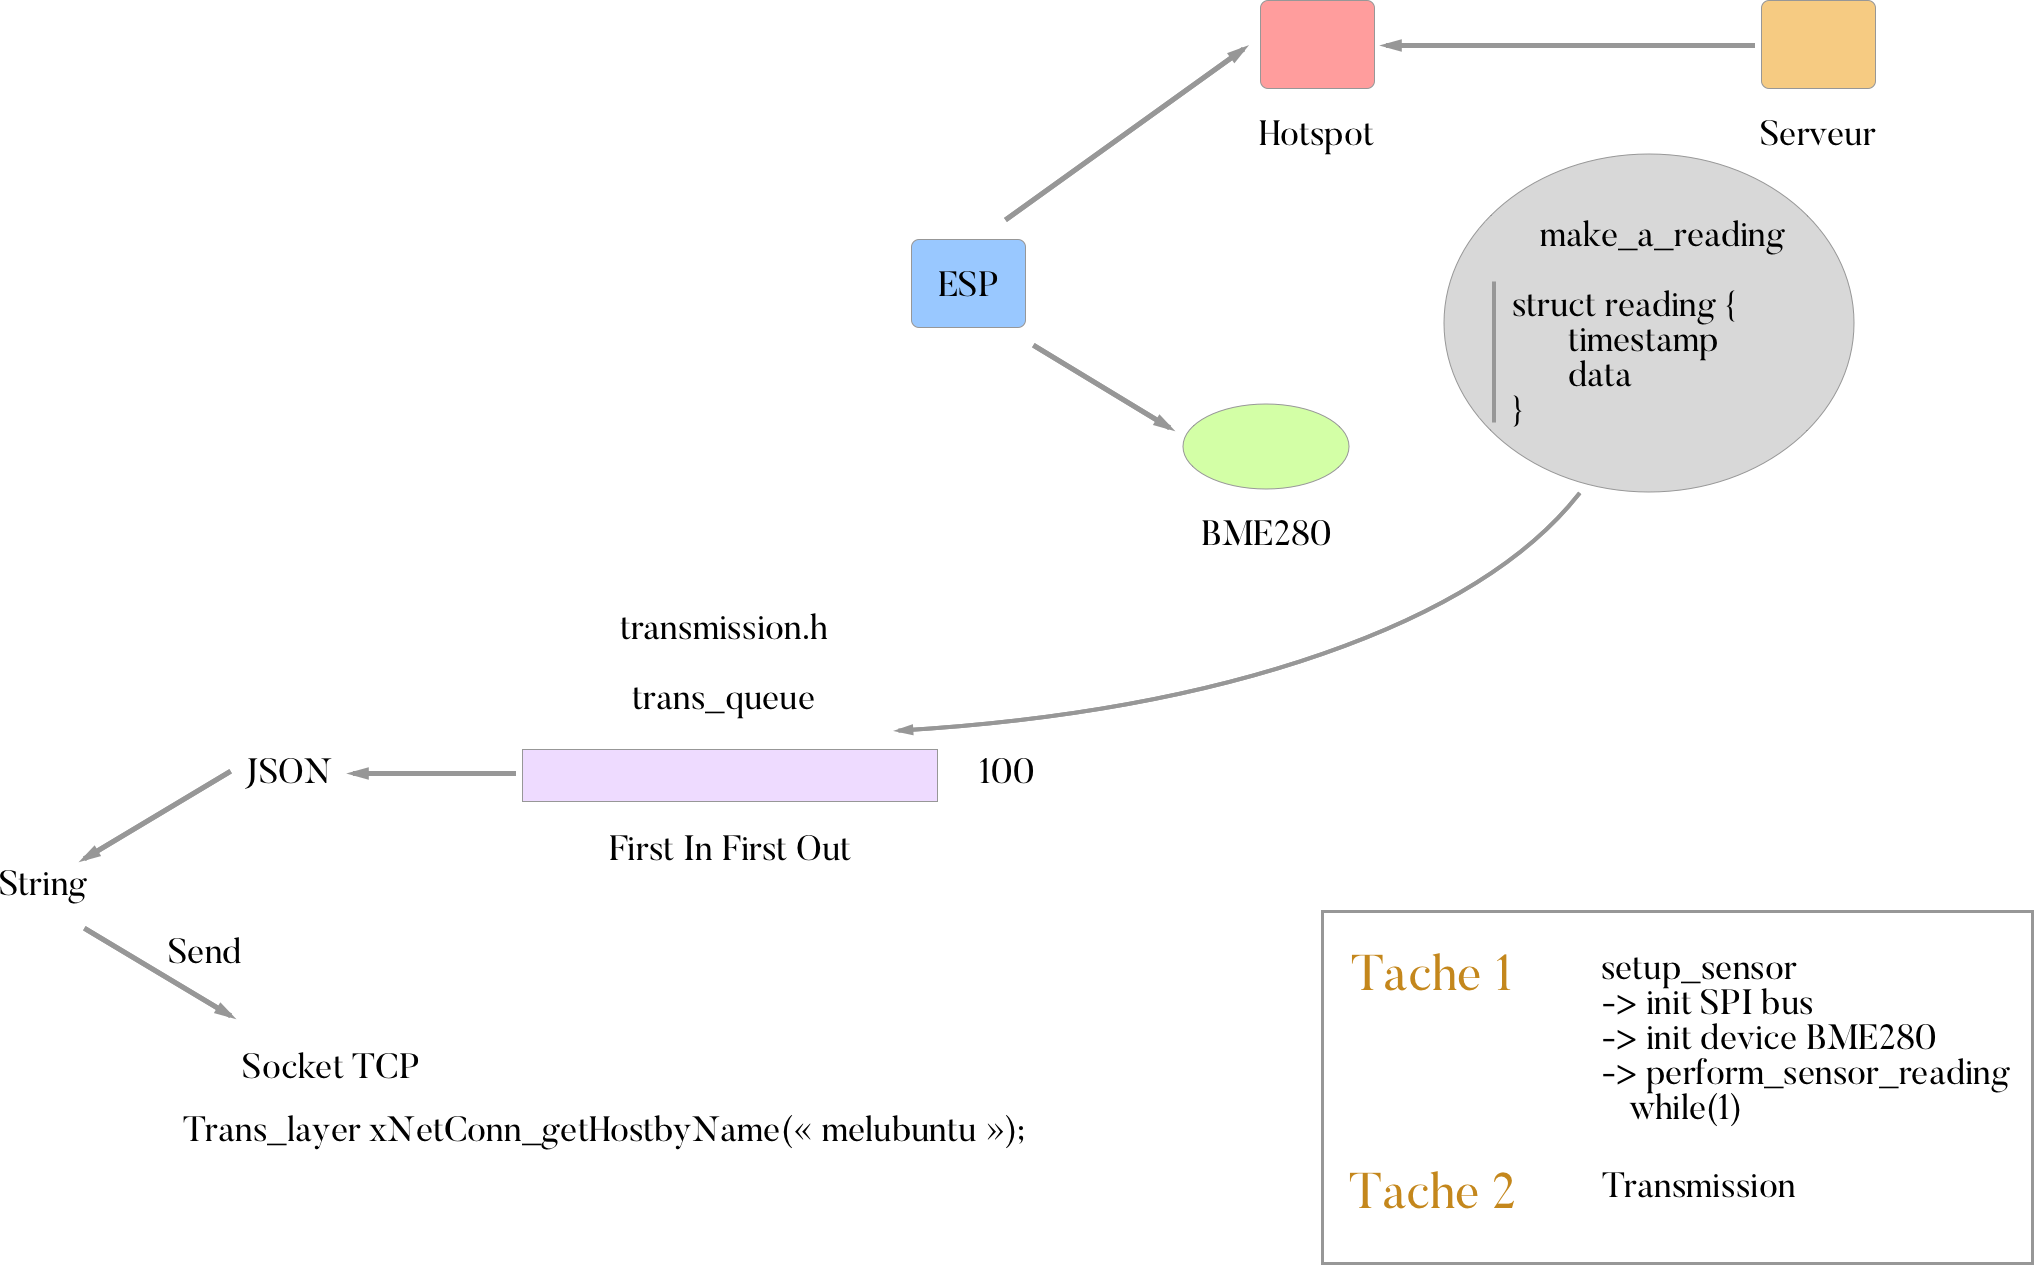 Hotspot
Serveur
ESP
make_a_reading
struct reading {
timestamp
data
}
BME280
transmission.h
trans_queue
JSON
100
First In First Out
String
Send
Socket TCP
Trans_layer xNetConn_getHostbyName(« melubuntu »);
Tache 1
setup_sensor
-> init SPI bus
-> init device BME280
-> perform_sensor_reading
while(1)
Tache 2
Transmission